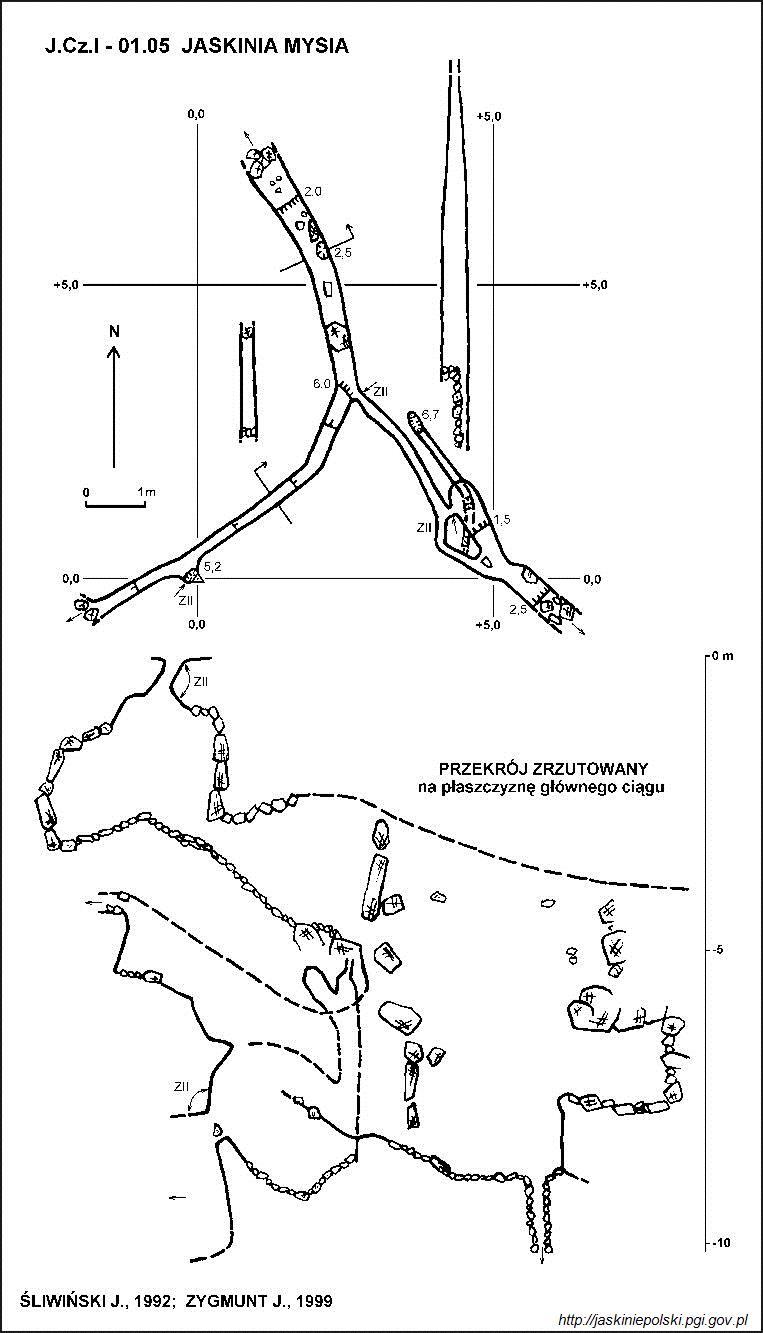 J.Cz.I - 01.05 JASKINIA MYSIA
0,0
+5,0
2.0
2,5
+5,0
+5,0
N
6.0
ZII
6,7
0
1m
1,5
ZII
5,2
0,0
0,0
ZII
2,5
0,0
+5,0
0 m
ZII
PRZEKRÓJ ZRZUTOWANY
na płaszczyznę głównego ciągu
-5
ZII
-10
ŚLIWIŃSKI J., 1992; ZYGMUNT J., 1999
http://jaskiniepolski.pgi.gov.pl